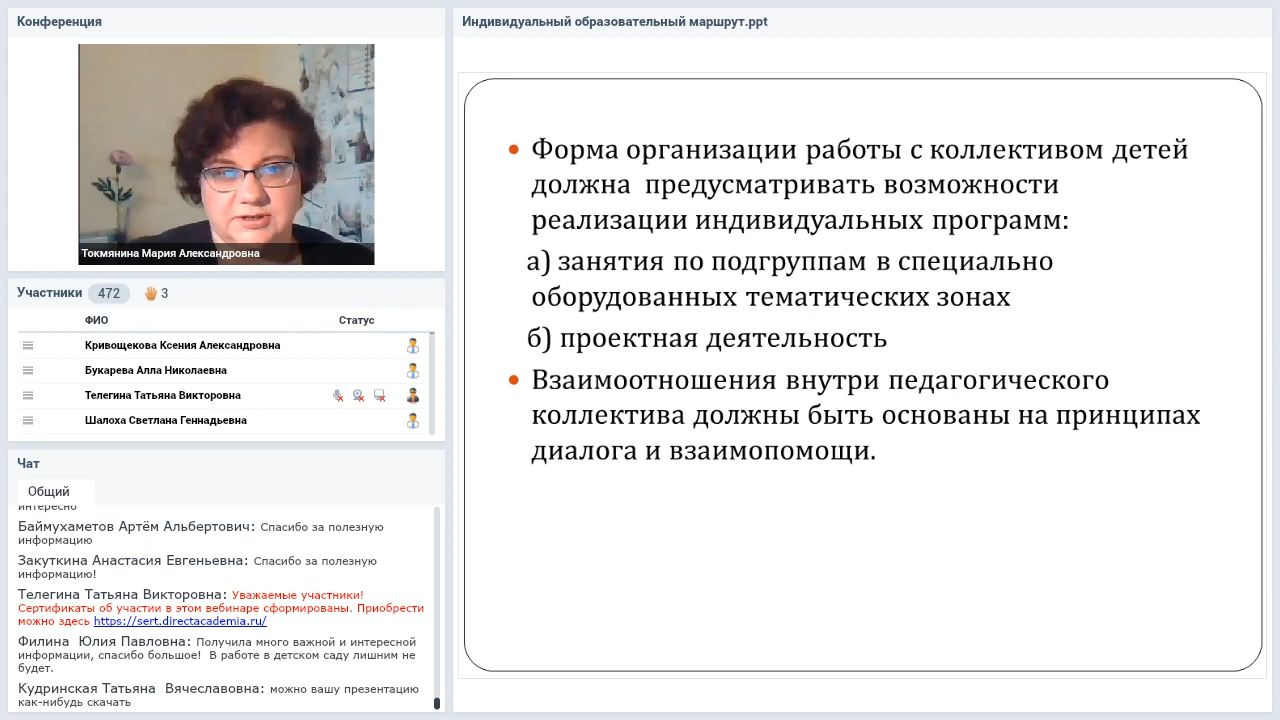 Конференция
Токмянина Мария Александровна
Участники 472 3
ФИО Статус
Кривощекова Ксения Александровна
Букарева Алла Николаевна
Телегина Татьяна Викторовна
Шалоха Светлана Геннадьевна
Чат
Общий
интересно
Баймухаметов Артём Альбертович: Спасибо за полезную
информацию
Закуткина Анастасия Евгеньевна: Спасибо за полезную
информацию!
Телегина Татьяна Викторовна: Уважаемые участники!
Сертификаты об участии в этом вебинаре сформированы. Приобрести
можно здесь https://sert.directacademia.ru/
Филина  Юлия Павловна: Получила много важной и интересной
информации, спасибо большое!  В работе в детском саду лишним не
будет.
Кудринская Татьяна  Вячеславовна: можно вашу презентацию
как-нибудь скачать
Индивидуальный образовательный маршрут.ppt
• Форма организации работы с коллективом детей
должна  предусматривать возможности
реализации индивидуальных программ:
а) занятия по подгруппам в специально
оборудованных тематических зонах
б) проектная деятельность
• Взаимоотношения внутри педагогического
коллектива должны быть основаны на принципах
диалога и взаимопомощи.